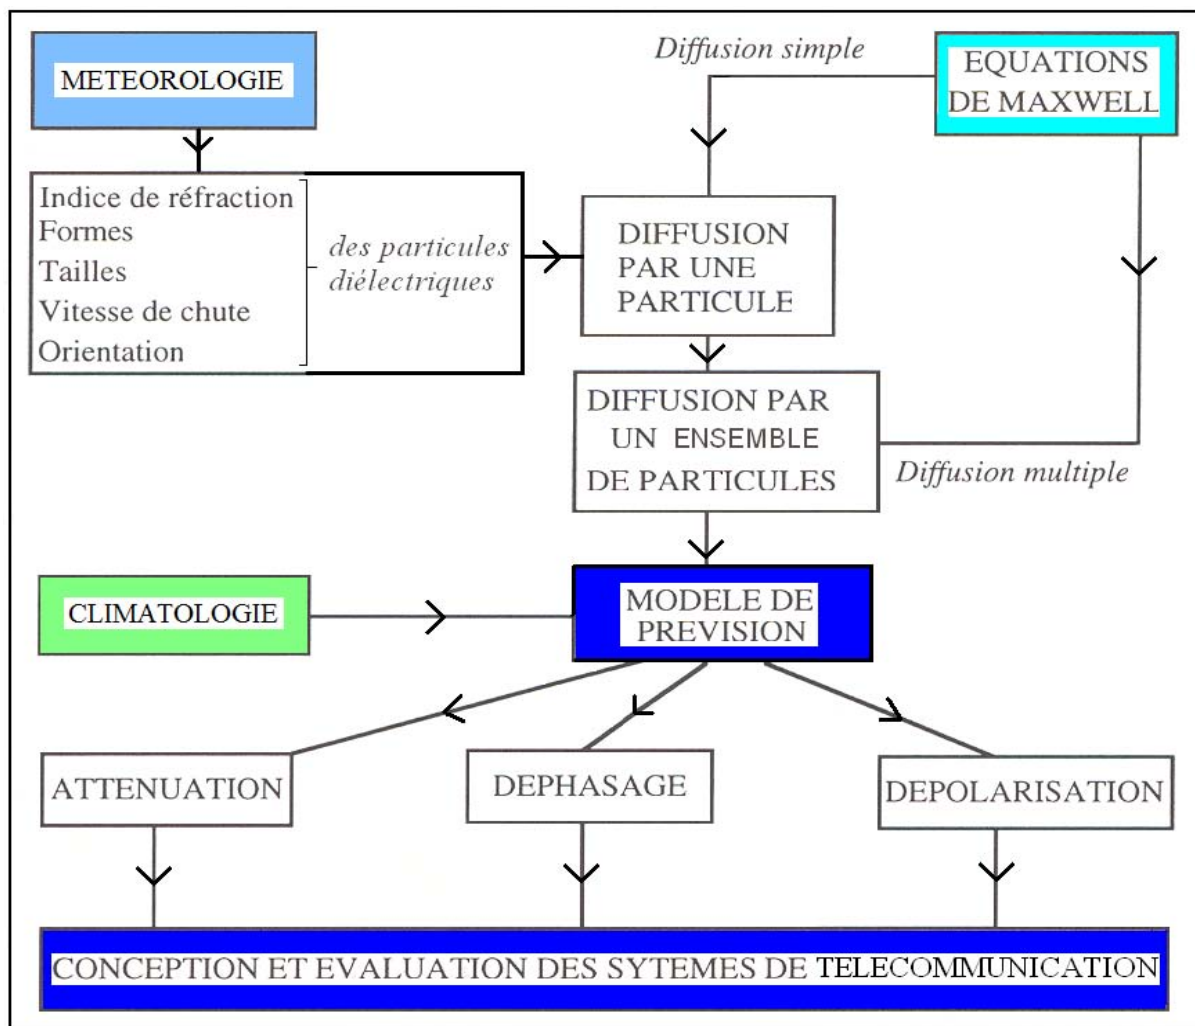 METEOROLOGIE
Diffusion simple
EQUATIONS
DE MAXWELL
Indice de réfraction
Formes
Tailles
Vitesse de chute
Orientation
des particules
diélectriques
DIFFUSION
PAR UNE
PARTICULE
DIFFUSION PAR
UN ENSEMBLE
DE PARTICULES
Diffusion multiple
CLIMATOLOGIE
MODELE DE
PREVISION
ATTENUATION
DEPHASAGE
DEPOLARISATION
CONCEPTION ET EVALUATION DES SYTEMES DE TELECOMMUNICATION